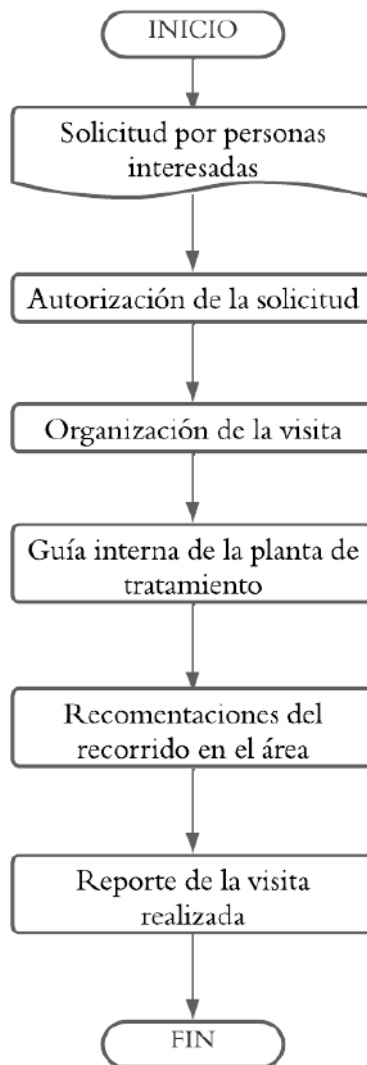 INICIO
Solicitud por personas
interesadas
Autorización de la solicitud
Organización de la visita
Guía interna de la planta de
tratamiento
Recomentaciones del
recorrido en el área
Reporte de la visita
realizada
FIN